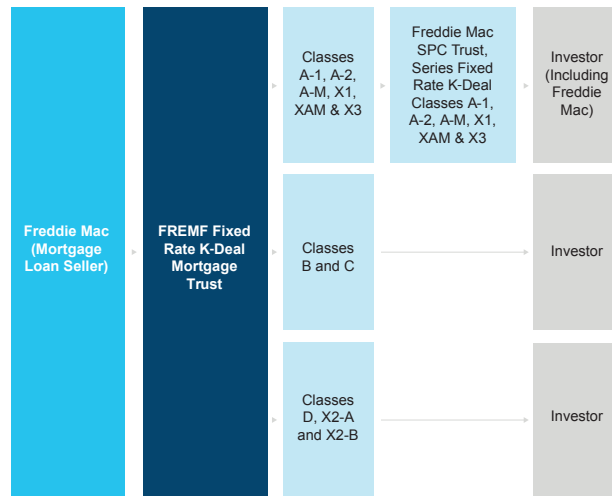 Freddie Mac
(Mortgage
Loan Seller)
FREMF Fixed
Rate K-Deal
Mortgage
Trust
Classes
A-1, A-2,
A-M, X1,
XAM & X3
Freddie Mac
SPC Trust,
Series Fixed
Rate K-Deal
Classes A-1,
A-2, A-M, X1,
XAM & X3
Investor
(Including
Freddie
Mac)
Classes
B and C
Investor
Classes
D, X2-A
and X2-B
Investor